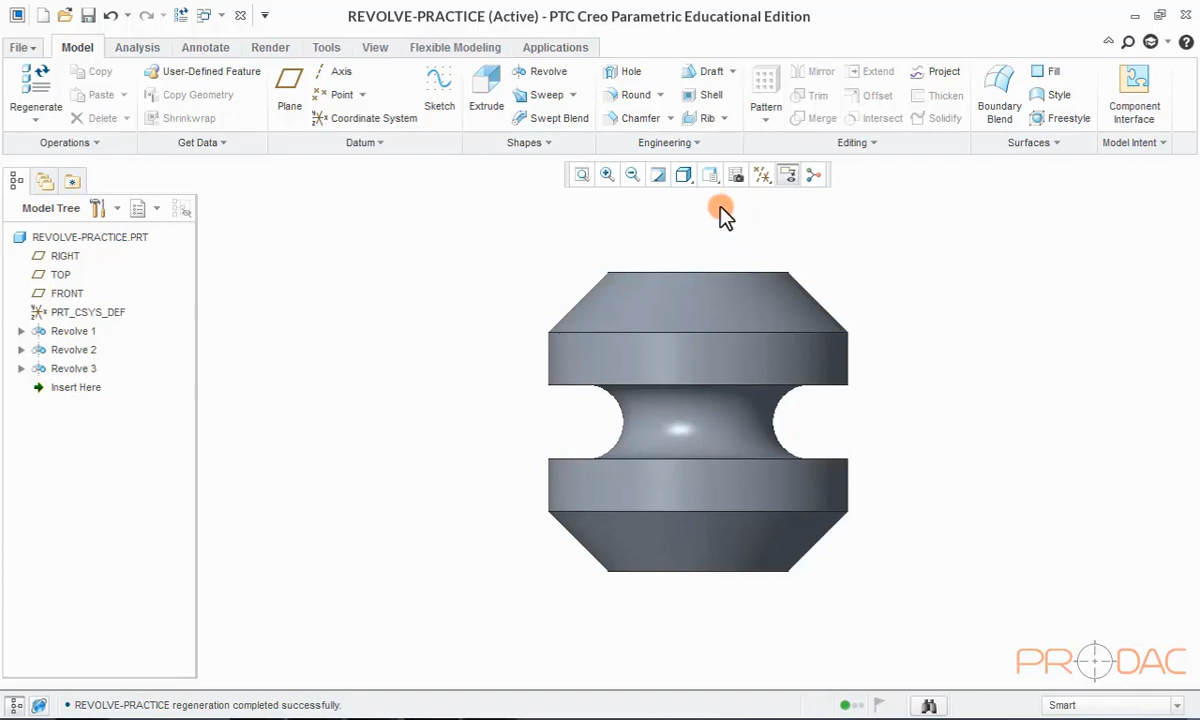 REVOLVE-PRACTICE (Active) - PTC Creo Parametric Educational Edition
File Model Analysis Annotate Render Tools View Flexible Modeling Applications
Regenerate
Copy
Paste
Delete
Operations
User-Defined Feature
Copy Geometry
Shrinkwrap
Get Data
Plane
Axis
Point
Coordinate System
Sketch
Datum
Extrude
Revolve
Sweep
Swept Blend
Shapes
Hole
Round
Chamfer
Draft
Shell
Rib
Engineering
Pattern
Mirror
Trim
Merge
Extend
Offset
Intersect
Project
Thicken
Solidify
Editing
Boundary
Blend
Fill
Style
Freestyle
Surfaces
Component
Interface
Model Intent
Model Tree
REVOLVE-PRACTICE.PRT
RIGHT
TOP
FRONT
PRT_CSYS_DEF
Revolve 1
Revolve 2
Revolve 3
Insert Here
PRODAC
• REVOLVE-PRACTICE regeneration completed successfully.
Smart